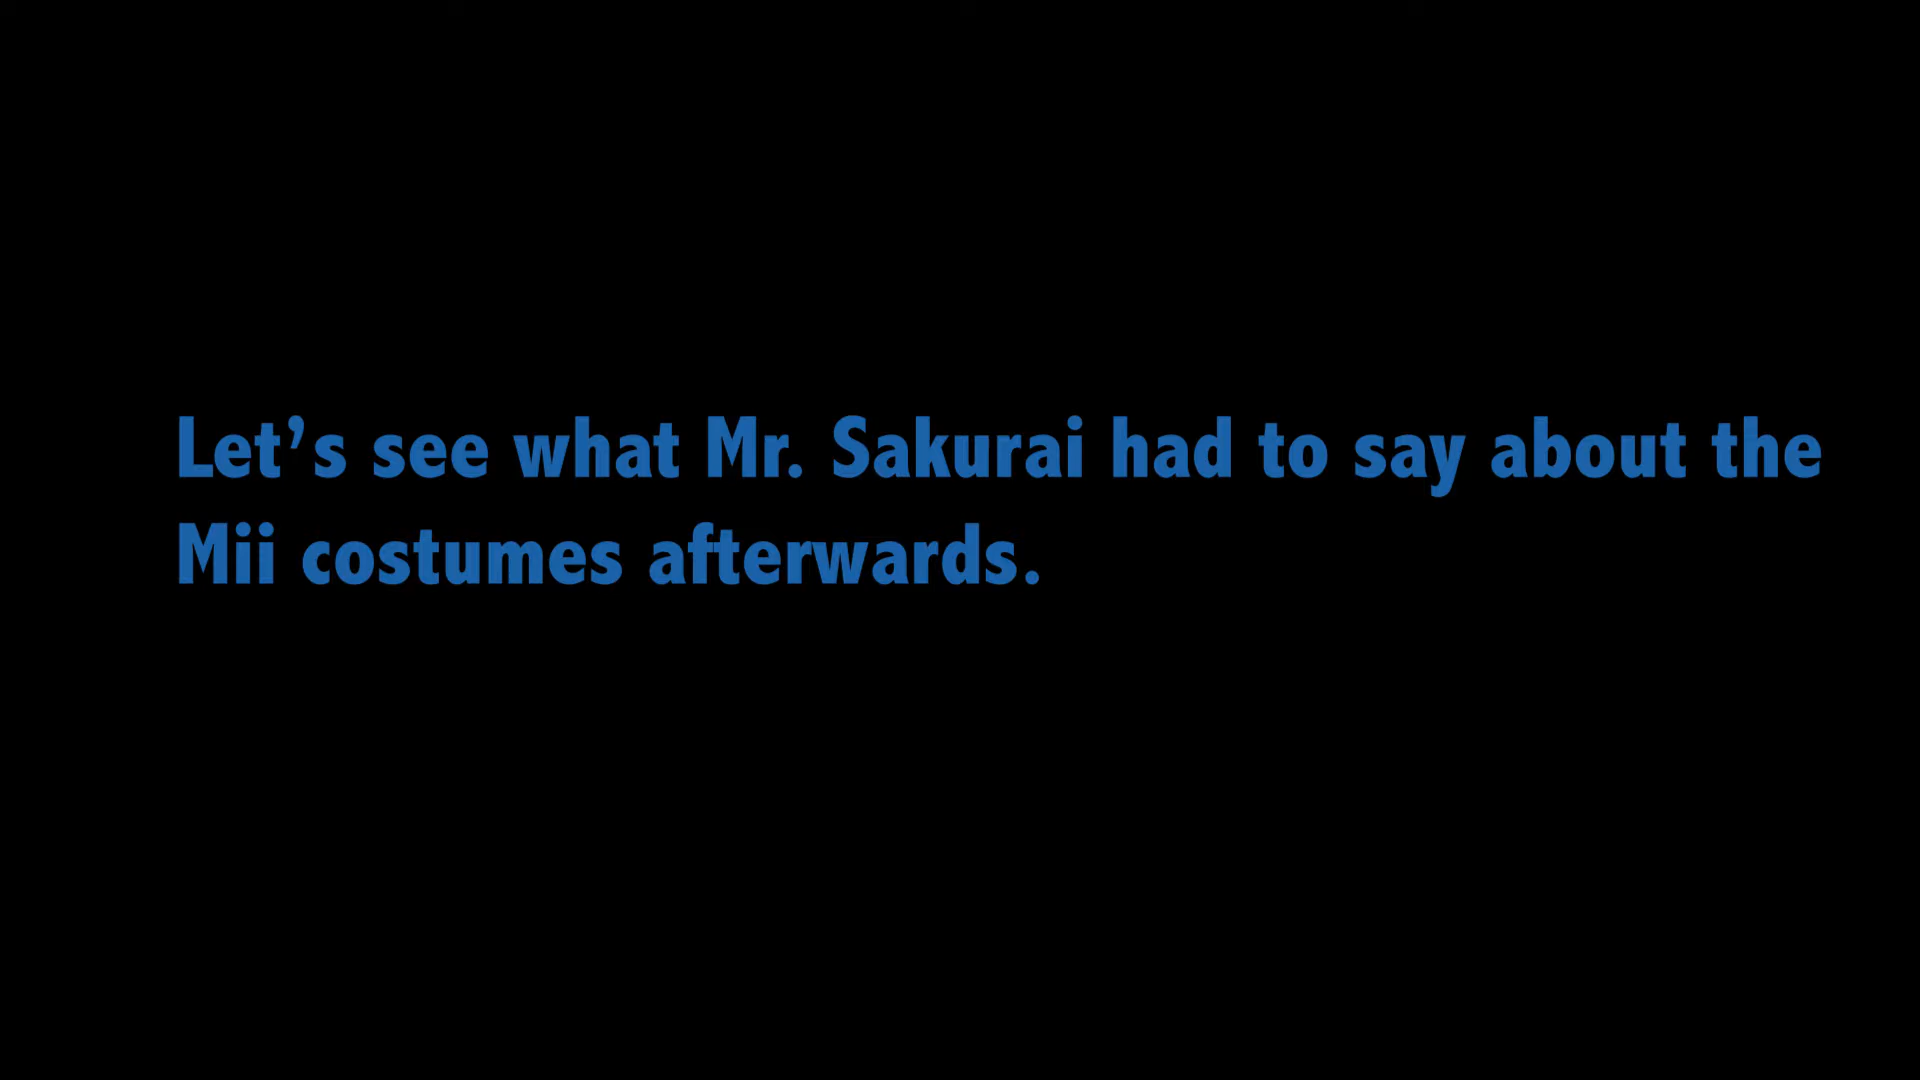 Let’s see what Mr. Sakurai had to say about the
Mii costumes afterwards.